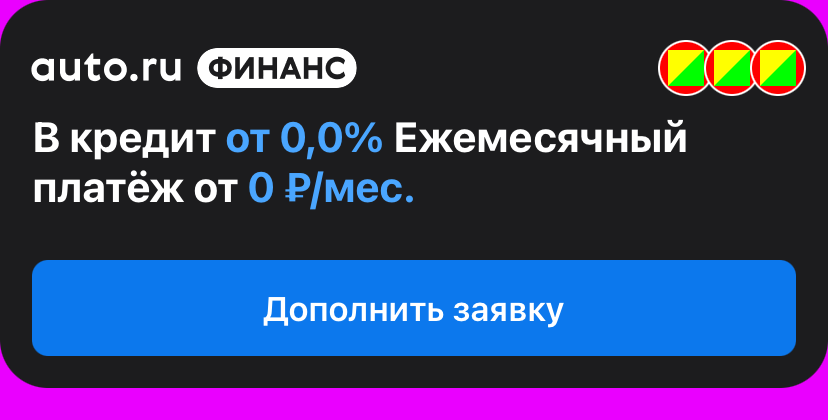 auto.ru ФИНАНС
В кредит от 0,0% Ежемесячный
платёж от 0 ₽/мес.
Дополнить заявку